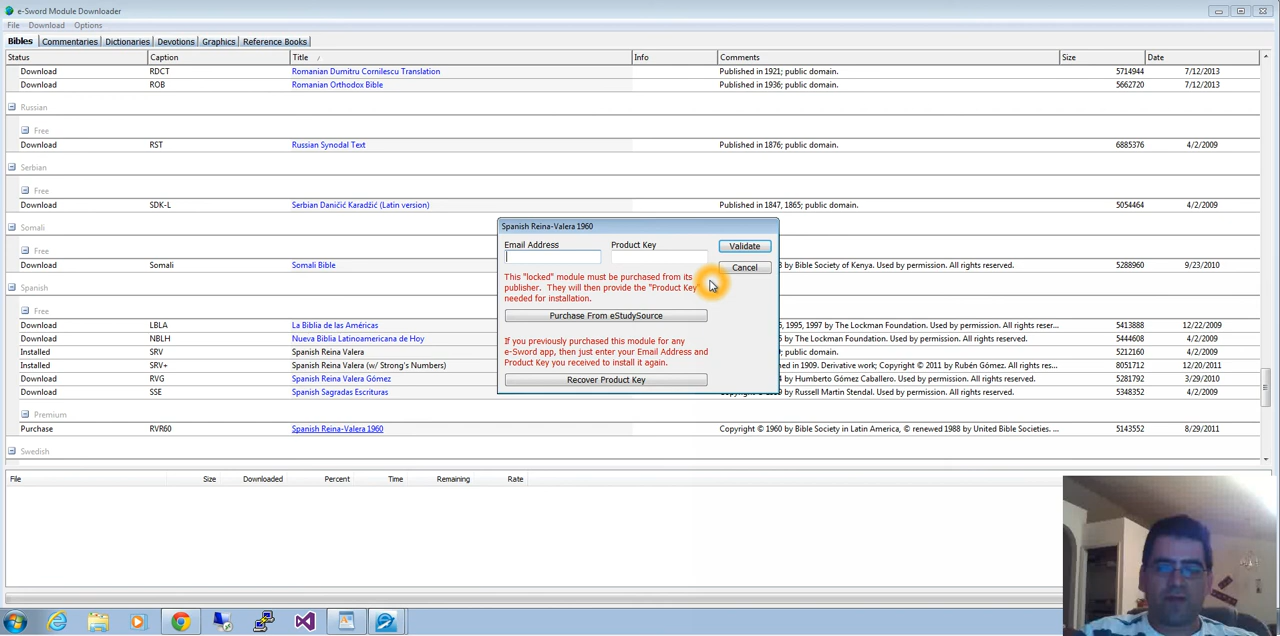 e-Sword Module Downloader
File Download Options
Bibles Commentaries Dictionaries Devotions Graphics Reference Books
Status Caption Title Info Comments Size Date
Download RDCT Romanian Dumitru Cornilescu Translation Published in 1921; public domain. 5714944 7/12/2013
Download ROB Romanian Orthodox Bible Published in 1936; public domain. 5662720 7/12/2013
Russian
Free
Download RST Russian Synodal Text Published in 1876; public domain. 6885376 4/2/2009
Serbian
Free
Download SDK-L Serbian Daničić Karadžić (Latin version) Published in 1847, 1865; public domain. 5054464 4/2/2009
Somali
Free
Download Somali Somali Bible 8 by Bible Society of Kenya. Used by permission. All rights reserved. 5288960 9/23/2010
Spanish
Free
Download LBLA La Biblia de las Américas , 1995, 1997 by The Lockman Foundation. Used by permission. All rights reser... 5413888 12/22/2009
Download NBLH Nueva Biblia Latinoamericana de Hoy by The Lockman Foundation. Used by permission. All rights reserved. 5444608 4/2/2009
Installed SRV Spanish Reina Valera ; public domain. 5212160 4/2/2009
Installed SRV+ Spanish Reina Valera (w/ Strong's Numbers) ed in 1909. Derivative work; Copyright © 2011 by Rubén Gómez. All rights res... 8051712 12/20/2011
Download RVG Spanish Reina Valera Gómez 4 by Humberto Gómez Caballero. Used by permission. All rights reserved. 5281792 3/29/2010
Download SSE Spanish Sagradas Escrituras by Russell Martin Stendal. Used by permission. All rights reserved. 5348352 4/2/2009
Premium
Purchase RVR60 Spanish Reina-Valera 1960 Copyright © 1960 by Bible Society in Latin America, © renewed 1988 by United Bible Societies. ... 5143552 8/29/2011
Swedish
Spanish Reina-Valera 1960
Email Address Product Key Validate
Cancel
This "locked" module must be purchased from its
publisher. They will then provide the "Product Key"
needed for installation.
Purchase From eStudySource
If you previously purchased this module for any
e-Sword app, then just enter your Email Address and
Product Key you received to install it again.
Recover Product Key
File Size Downloaded Percent Time Remaining Rate